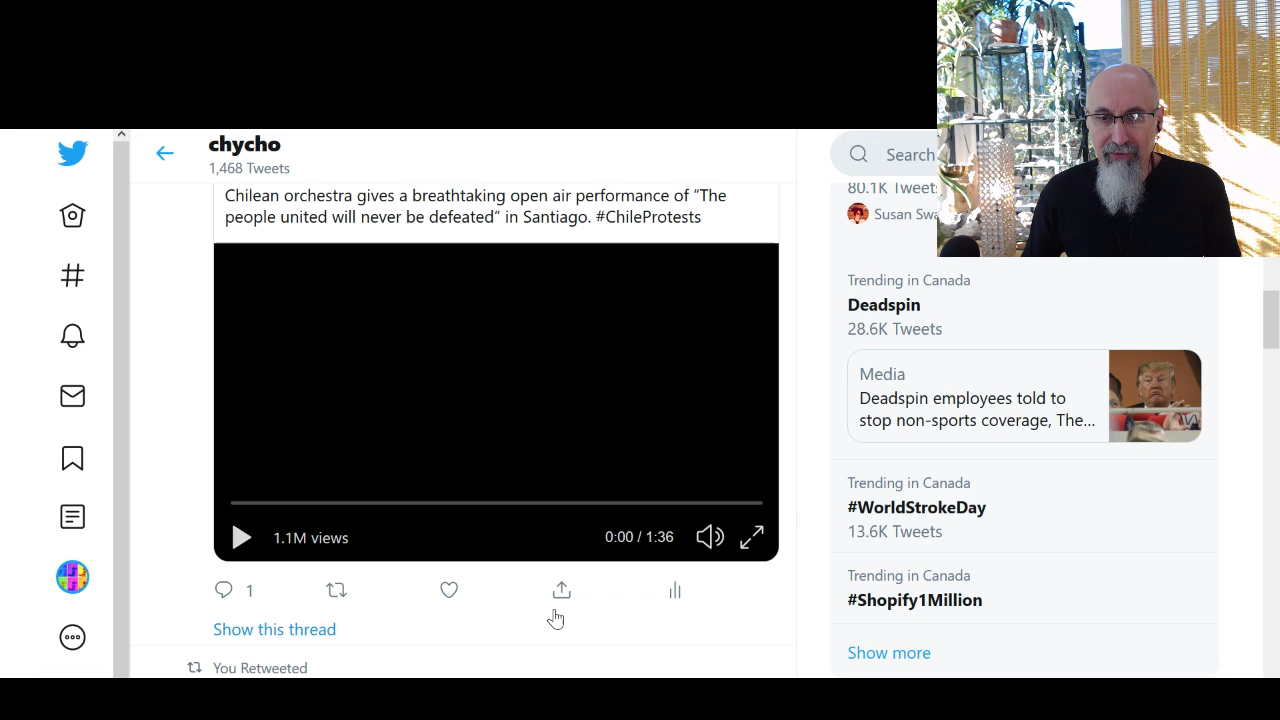 chycho
1,468 Tweets
Chilean orchestra gives a breathtaking open air performance of “The
people united will never be defeated” in Santiago. #ChileProtests
1.1M views
0:00 / 1:36
1
Show this thread
You Retweeted
Search
80.1K Tweets
Susan Swa
Trending in Canada
Deadspin
28.6K Tweets
Media
Deadspin employees told to
stop non-sports coverage, The...
Trending in Canada
#WorldStrokeDay
13.6K Tweets
Trending in Canada
#Shopify1Million
Show more